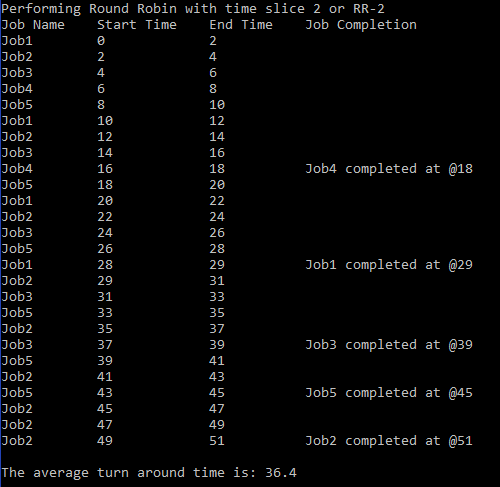 Performing Round Robin with time slice 2 or RR-2
Job Name    Start Time    End Time    Job Completion
Job1        0             2
Job2        2             4
Job3        4             6
Job4        6             8
Job5        8             10
Job1        10            12
Job2        12            14
Job3        14            16
Job4        16            18          Job4 completed at @18
Job5        18            20
Job1        20            22
Job2        22            24
Job3        24            26
Job5        26            28
Job1        28            29          Job1 completed at @29
Job2        29            31
Job3        31            33
Job5        33            35
Job2        35            37
Job3        37            39          Job3 completed at @39
Job5        39            41
Job2        41            43
Job5        43            45          Job5 completed at @45
Job2        45            47
Job2        47            49
Job2        49            51          Job2 completed at @51
The average turn around time is: 36.4